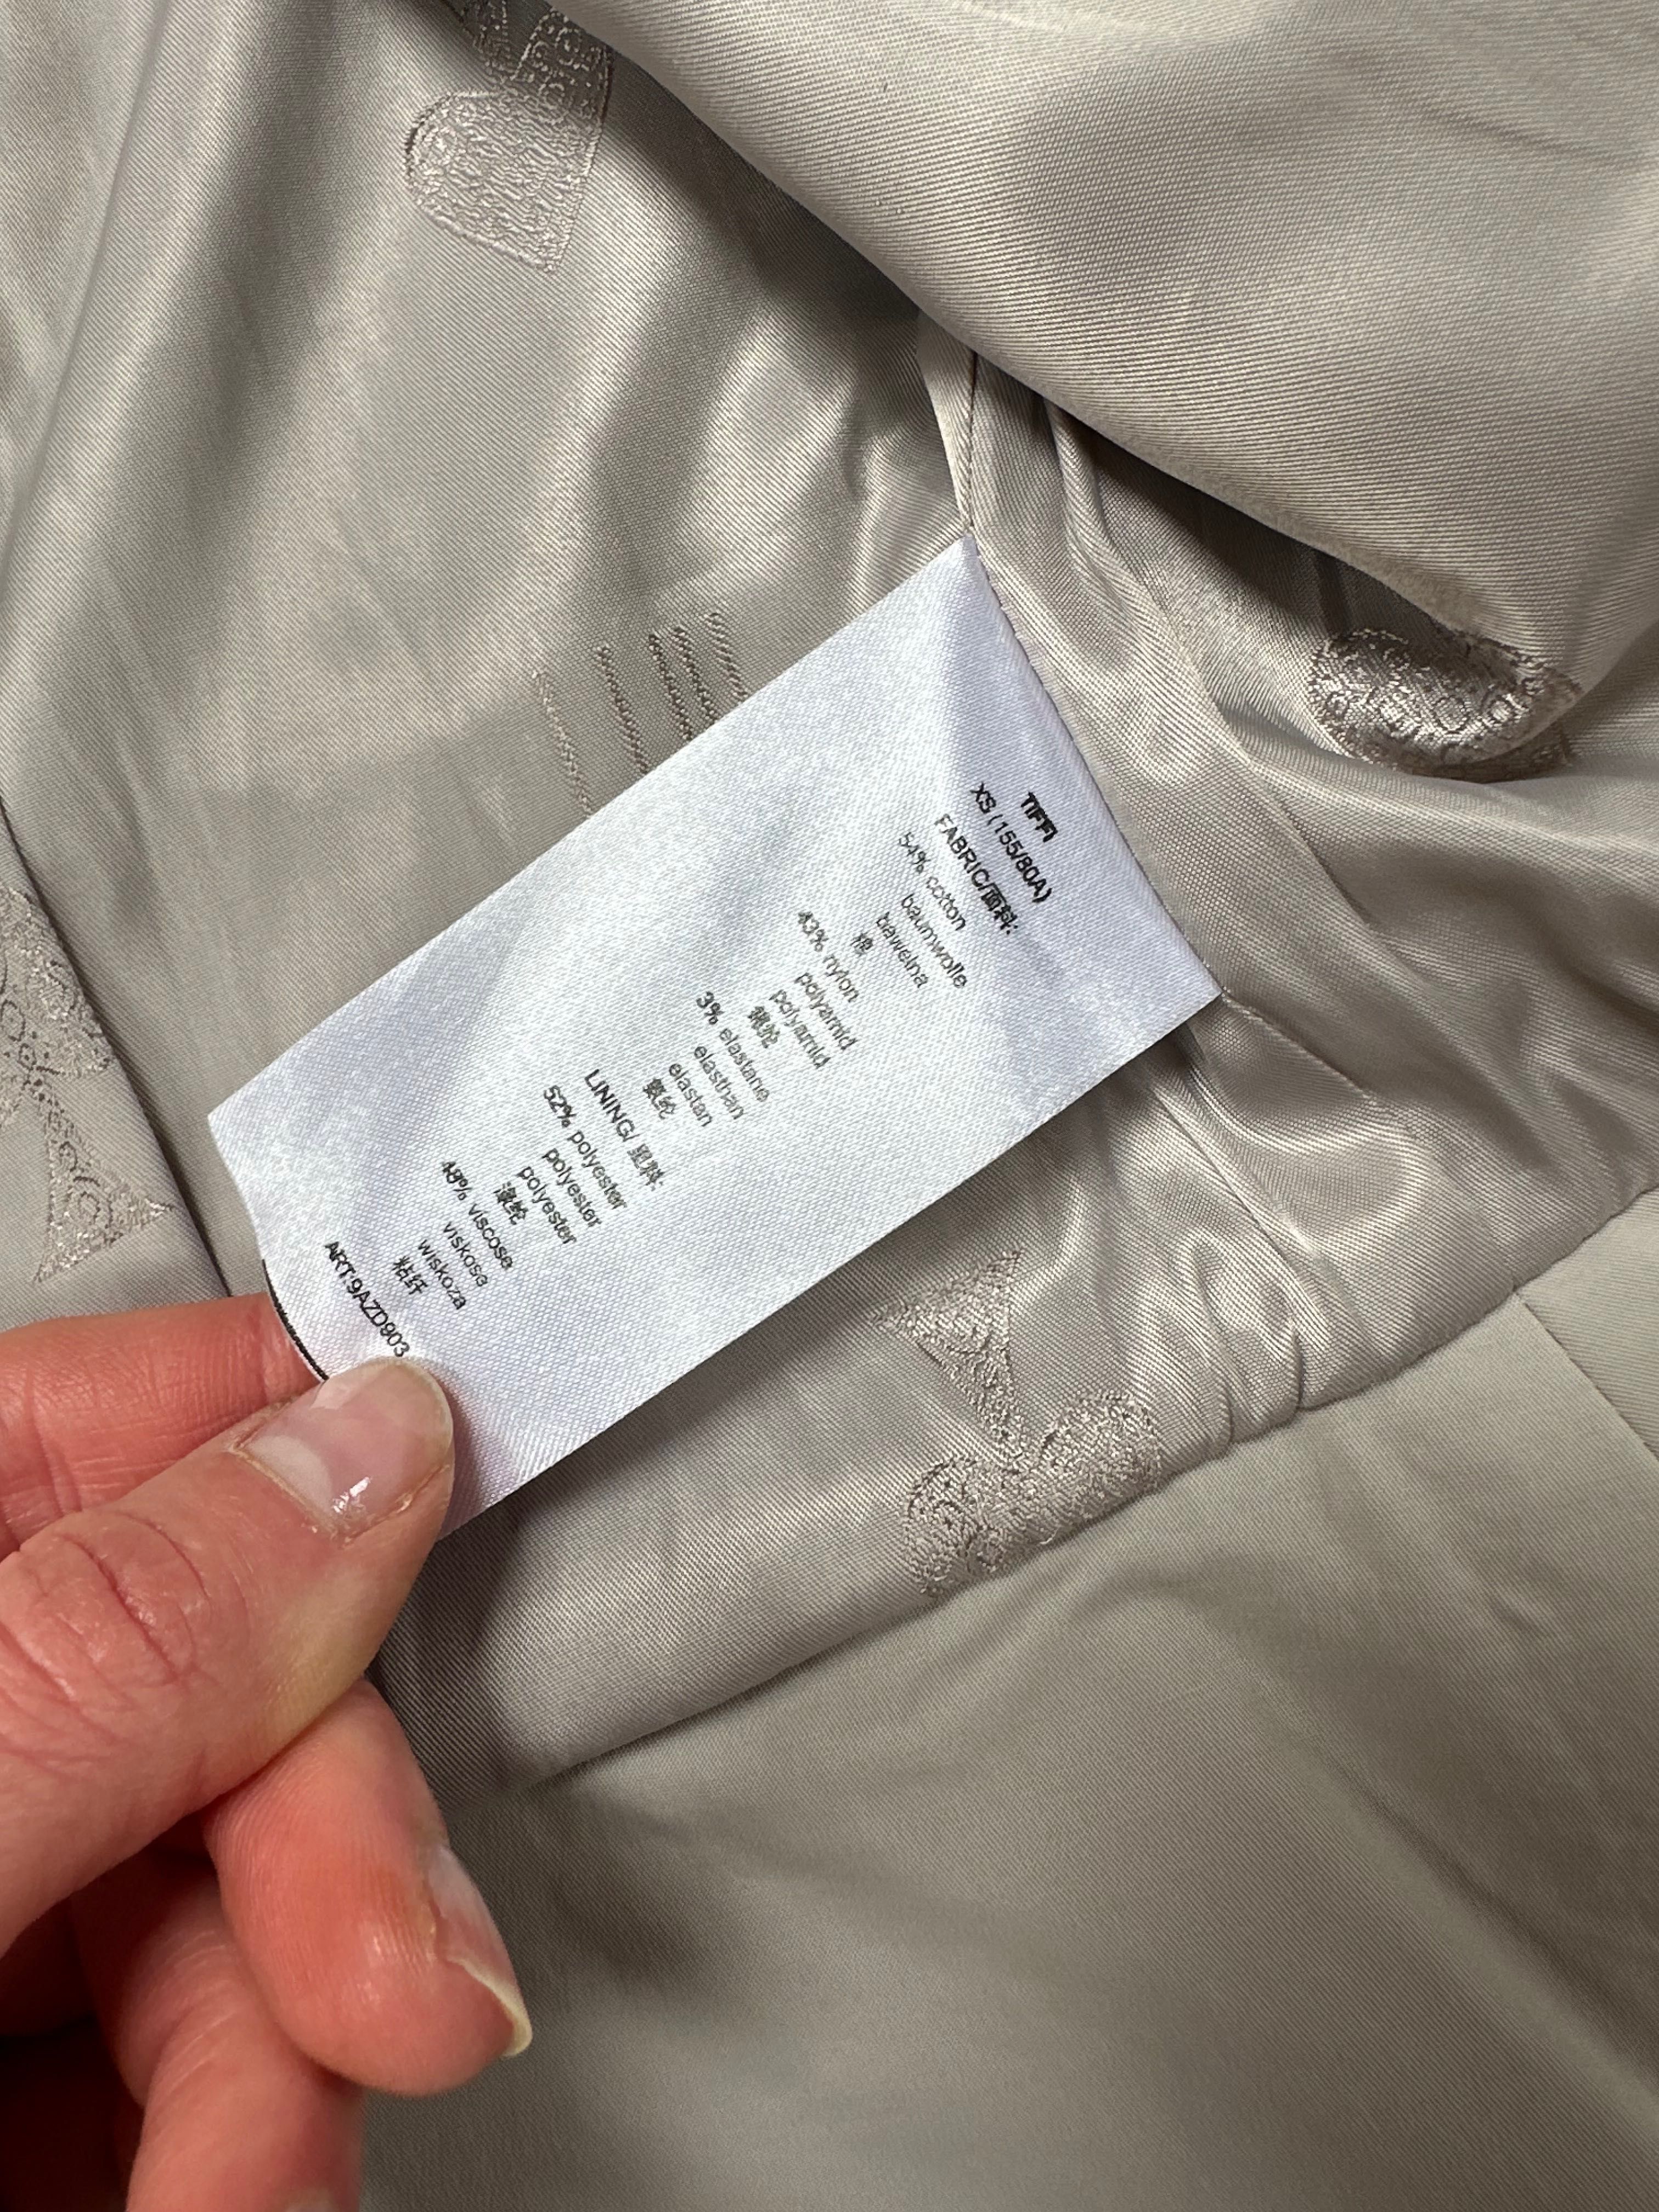 TIFFI
XS (155/80A)
FABRIC/面料:
54% cotton
baumwolle
bawełna
棉
43% nylon
polyamid
polyamid
锦纶
3% elastane
elasthan
elastan
氨纶
LINING/ 里料:
52% polyester
polyester
polyester
涤纶
48% viscose
viskose
wiskoza
粘纤
ART:9AZD903